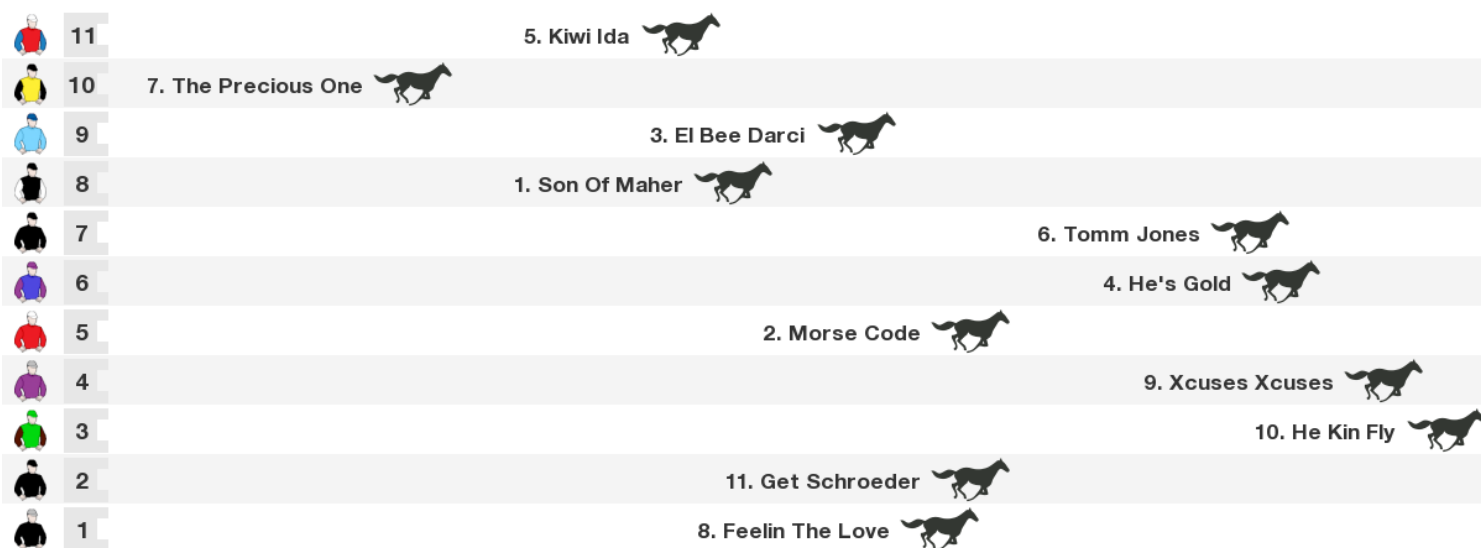 11 5. Kiwi Ida
10 7. The Precious One
9 3. El Bee Darci
8 1. Son Of Maher
7 6. Tomm Jones
6 4. He's Gold
5 2. Morse Code
4 9. Xcuses Xcuses
3 10. He Kin Fly
2 11. Get Schroeder
1 8. Feelin The Love